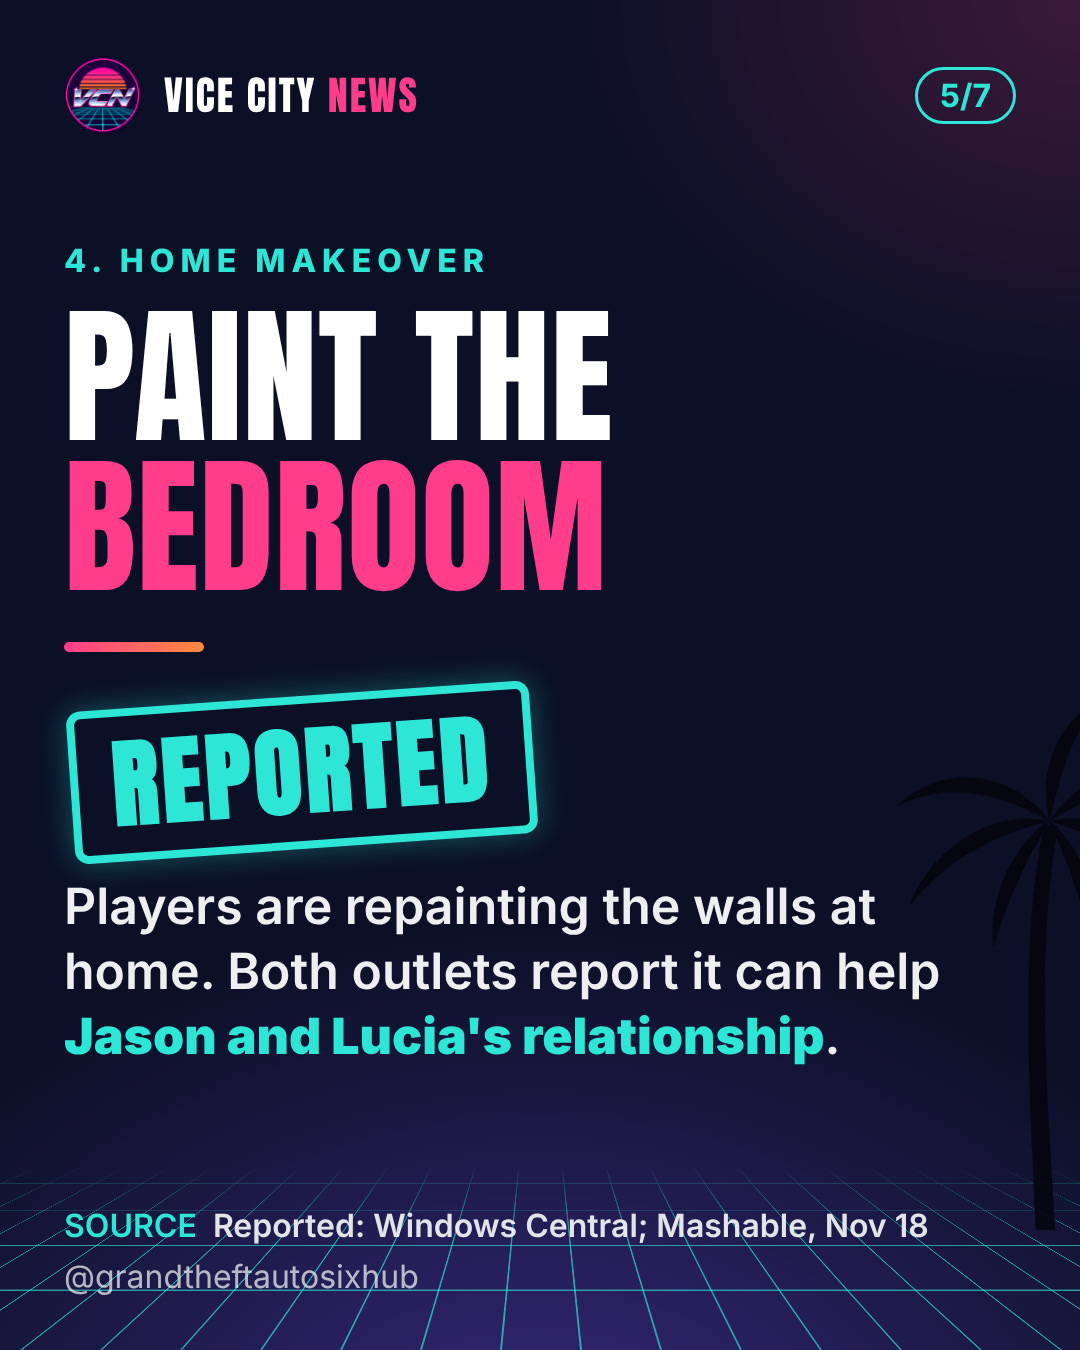 VCN
VICE CITY NEWS
5/7
4. HOME MAKEOVER
PAINT THE
BEDROOM
REPORTED
Players are repainting the walls at
home. Both outlets report it can help
Jason and Lucia's relationship.
SOURCE Reported: Windows Central; Mashable, Nov 18
@grandtheftautosixhub